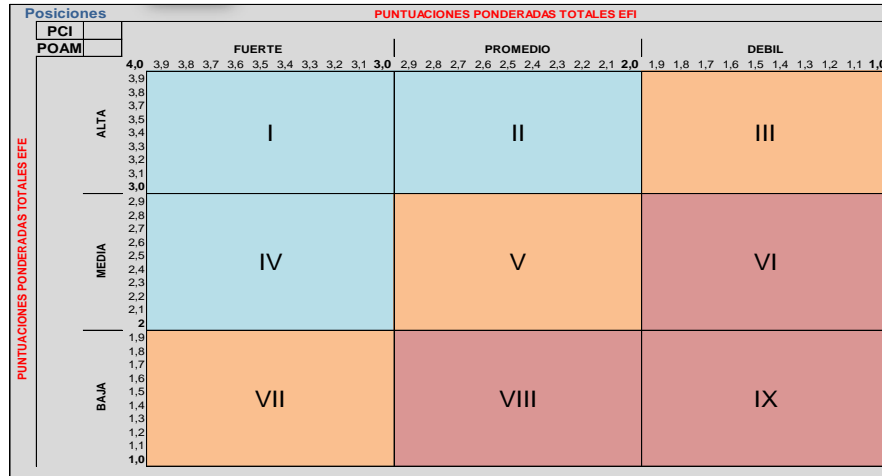 Posiciones PUNTUACIONES PONDERADAS TOTALES EFI
PCI
POAM FUERTE PROMEDIO DEBIL
4,0 3,9 3,8 3,7 3,6 3,5 3,4 3,3 3,2 3,1 3,0 2,9 2,8 2,7 2,6 2,5 2,4 2,3 2,2 2,1 2,0 1,9 1,8 1,7 1,6 1,5 1,4 1,3 1,2 1,1 1,0
PUNTUACIONES PONDERADAS TOTALES EFE
ALTA
3,9
3,8
3,7
3,6
3,5
3,4
3,3
3,2
3,1
3,0
I II III
MEDIA
2,9
2,8
2,7
2,6
2,5
2,4
2,3
2,2
2,1
2
IV V VI
BAJA
1,9
1,8
1,7
1,6
1,5
1,4
1,3
1,2
1,1
1,0
VII VIII IX